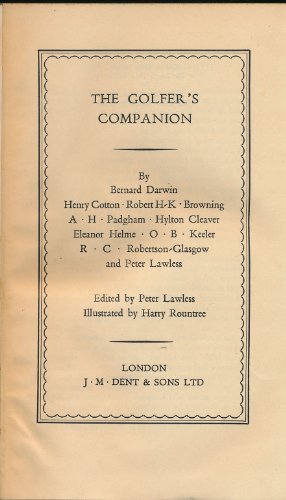 THE GOLFER'S
COMPANION
By
Bernard Darwin
Henry Cotton · Robert H·K · Browning
A · H · Padgham · Hylton Cleaver
Eleanor Helme · O · B · Keeler
R · C · Robertson-Glasgow
and Peter Lawless
Edited by Peter Lawless
Illustrated by Harry Rountree
LONDON
J · M · DENT & SONS LTD